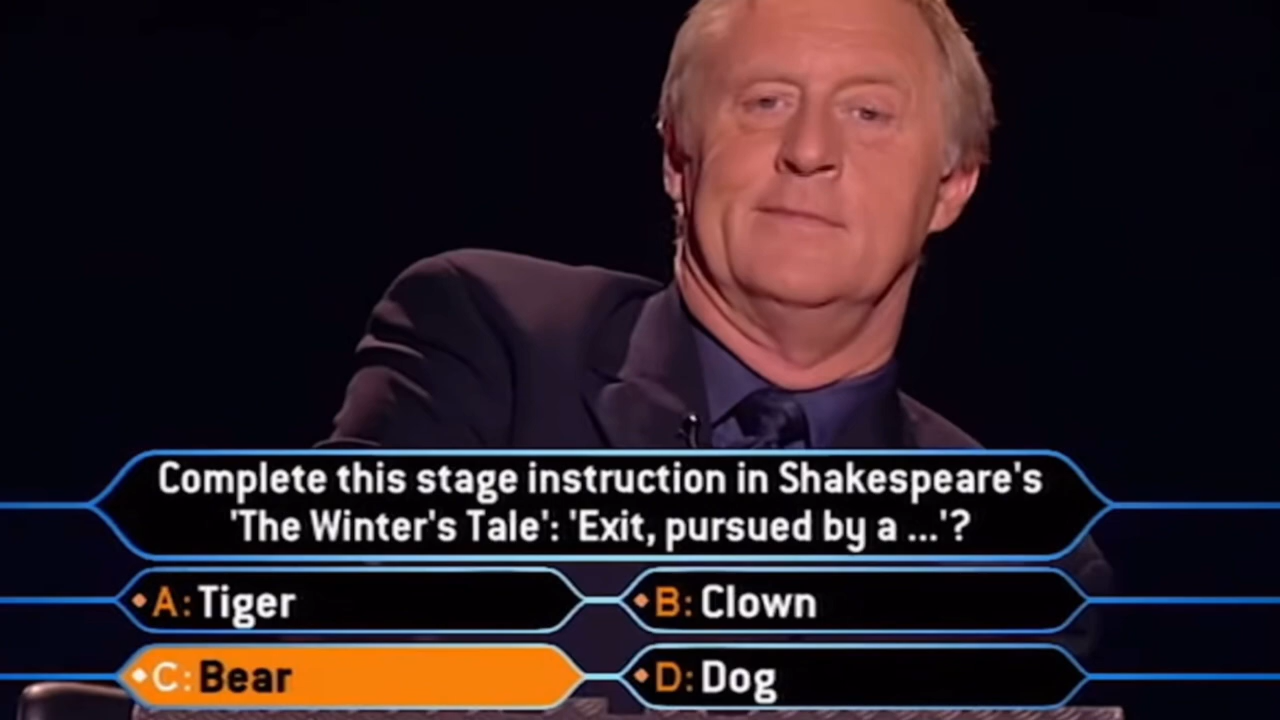 Complete this stage instruction in Shakespeare's
'The Winter's Tale': 'Exit, pursued by a ...'?
A: Tiger
B: Clown
C: Bear
D: Dog